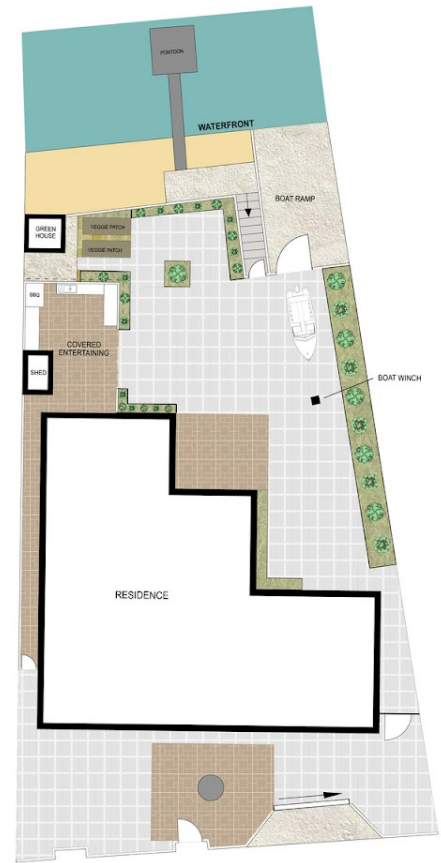 PONTOON
WATERFRONT
BOAT RAMP
GREEN
HOUSE
VEGGIE PATCH
VEGGIE PATCH
BBQ
COVERED
ENTERTAINING
SHED
BOAT WINCH
RESIDENCE